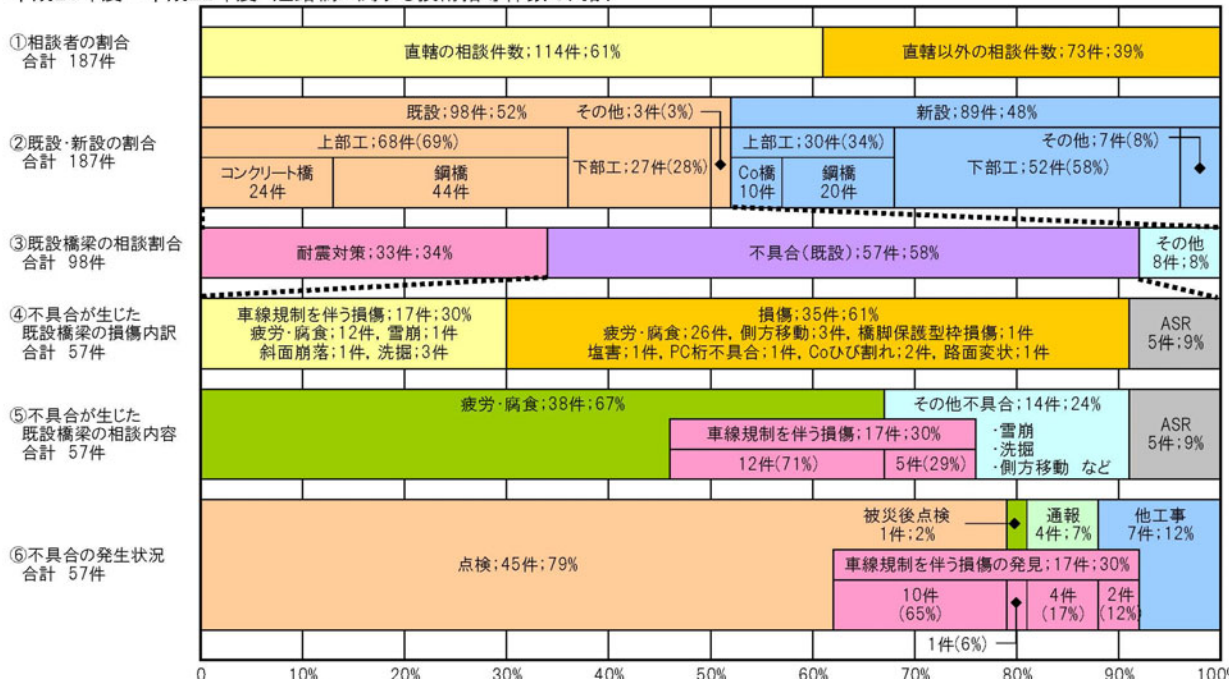 ①相談者の割合
合計 187件
直轄の相談件数;114件;61%
直轄以外の相談件数;73件;39%
②既設・新設の割合
合計 187件
既設;98件;52%
その他;3件(3%)
新設;89件;48%
上部工;68件(69%)
下部工;27件(28%)
上部工;30件(34%)
その他;7件(8%)
下部工;52件(58%)
コンクリート橋
24件
鋼橋
44件
Co橋
10件
鋼橋
20件
③既設橋梁の相談割合
合計 98件
耐震対策;33件;34%
不具合(既設);57件;58%
その他
8件;8%
④不具合が生じた
既設橋梁の損傷内訳
合計 57件
車線規制を伴う損傷;17件;30%
疲労・腐食;12件, 雪崩;1件
斜面崩落;1件, 洗掘;3件
損傷;35件;61%
疲労・腐食;26件, 側方移動;3件, 橋脚保護型枠損傷;1件
塩害;1件, PC桁不具合;1件, Coひび割れ;2件, 路面変状;1件
ASR
5件;9%
⑤不具合が生じた
既設橋梁の相談内容
合計 57件
疲労・腐食;38件;67%
その他不具合;14件;24%
車線規制を伴う損傷;17件;30%
12件(71%)
5件(29%)
・雪崩
・洗掘
・側方移動 など
ASR
5件;9%
⑥不具合の発生状況
合計 57件
点検;45件;79%
被災後点検
1件;2%
通報
4件;7%
他工事
7件;12%
車線規制を伴う損傷の発見;17件;30%
10件
(65%)
4件
(17%)
2件
(12%)
1件(6%)
0 10% 20% 30% 40% 50% 60% 70% 80% 90% 100%